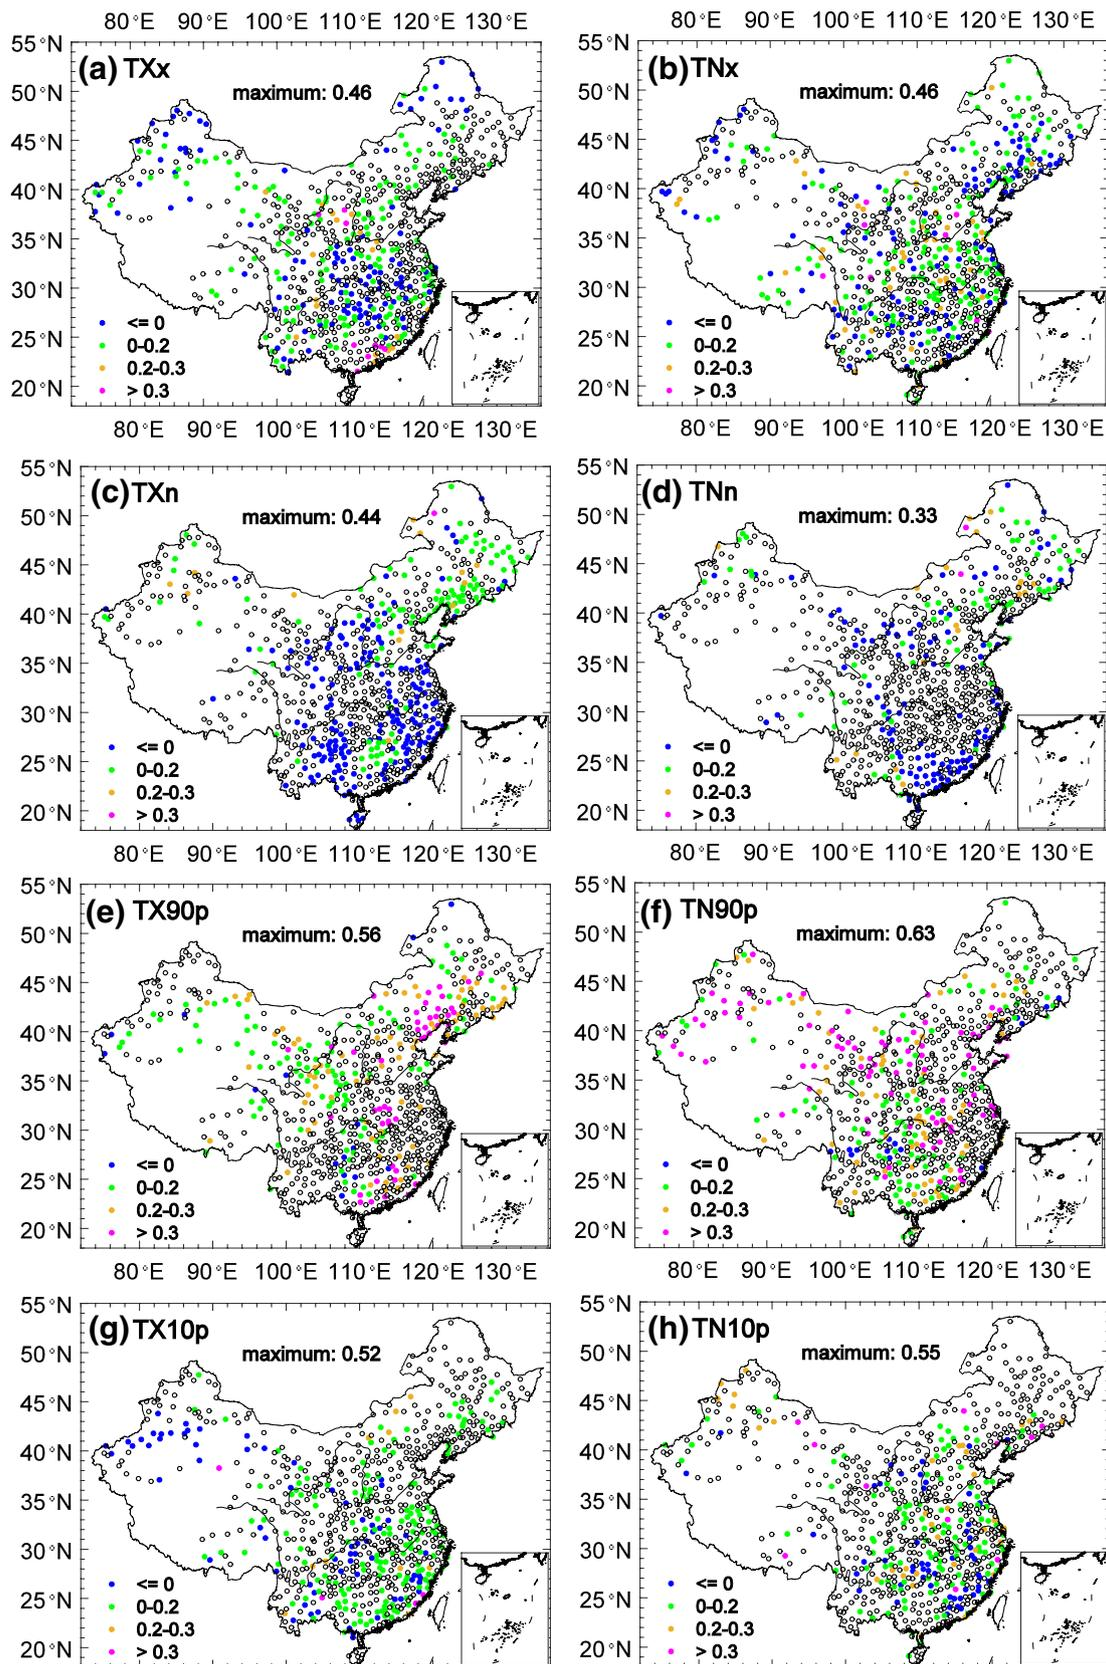 80°E 90°E 100°E 110°E 120°E 130°E 80°E 90°E 100°E 110°E 120°E 130°E
55°N 55°N
(a) TXx (b) TNx
50°N maximum: 0.46 50°N maximum: 0.46
45°N 45°N
40°N 40°N
35°N 35°N
30°N 30°N
<= 0 <= 0
25°N 0-0.2 25°N 0-0.2
0.2-0.3 0.2-0.3
20°N > 0.3 20°N > 0.3
80°E 90°E 100°E 110°E 120°E 130°E 80°E 90°E 100°E 110°E 120°E 130°E
55°N 55°N
(c) TXn (d) TNn
50°N maximum: 0.44 50°N maximum: 0.33
45°N 45°N
40°N 40°N
35°N 35°N
30°N 30°N
<= 0 <= 0
25°N 0-0.2 25°N 0-0.2
0.2-0.3 0.2-0.3
20°N > 0.3 20°N > 0.3
80°E 90°E 100°E 110°E 120°E 130°E 80°E 90°E 100°E 110°E 120°E 130°E
55°N 55°N
(e) TX90p (f) TN90p
50°N maximum: 0.56 50°N maximum: 0.63
45°N 45°N
40°N 40°N
35°N 35°N
30°N 30°N
<= 0 <= 0
25°N 0-0.2 25°N 0-0.2
0.2-0.3 0.2-0.3
20°N > 0.3 20°N > 0.3
80°E 90°E 100°E 110°E 120°E 130°E 80°E 90°E 100°E 110°E 120°E 130°E
55°N 55°N
(g) TX10p (h) TN10p
50°N maximum: 0.52 50°N maximum: 0.55
45°N 45°N
40°N 40°N
35°N 35°N
30°N 30°N
<= 0 <= 0
25°N 0-0.2 25°N 0-0.2
0.2-0.3 0.2-0.3
20°N > 0.3 20°N > 0.3